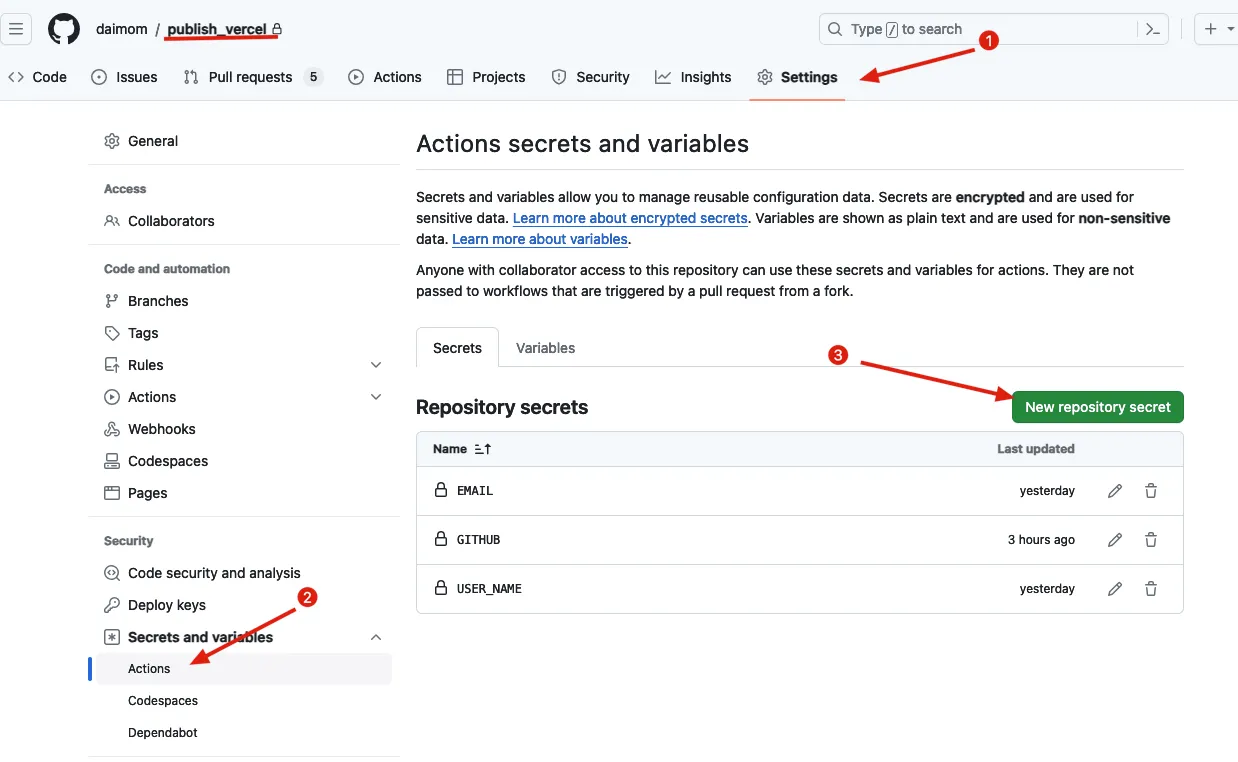 daimom / publish_vercel
Type / to search
1
Code
Issues
Pull requests 5
Actions
Projects
Security
Insights
Settings
General
Access
Collaborators
Code and automation
Branches
Tags
Rules
Actions
Webhooks
Codespaces
Pages
Security
Code security and analysis
Deploy keys
2
Secrets and variables
Actions
Codespaces
Dependabot
Actions secrets and variables
Secrets and variables allow you to manage reusable configuration data. Secrets are encrypted and are used for
sensitive data. Learn more about encrypted secrets. Variables are shown as plain text and are used for non-sensitive
data. Learn more about variables.
Anyone with collaborator access to this repository can use these secrets and variables for actions. They are not
passed to workflows that are triggered by a pull request from a fork.
Secrets
Variables
3
Repository secrets
New repository secret
Name
Last updated
EMAIL
yesterday
GITHUB
3 hours ago
USER_NAME
yesterday